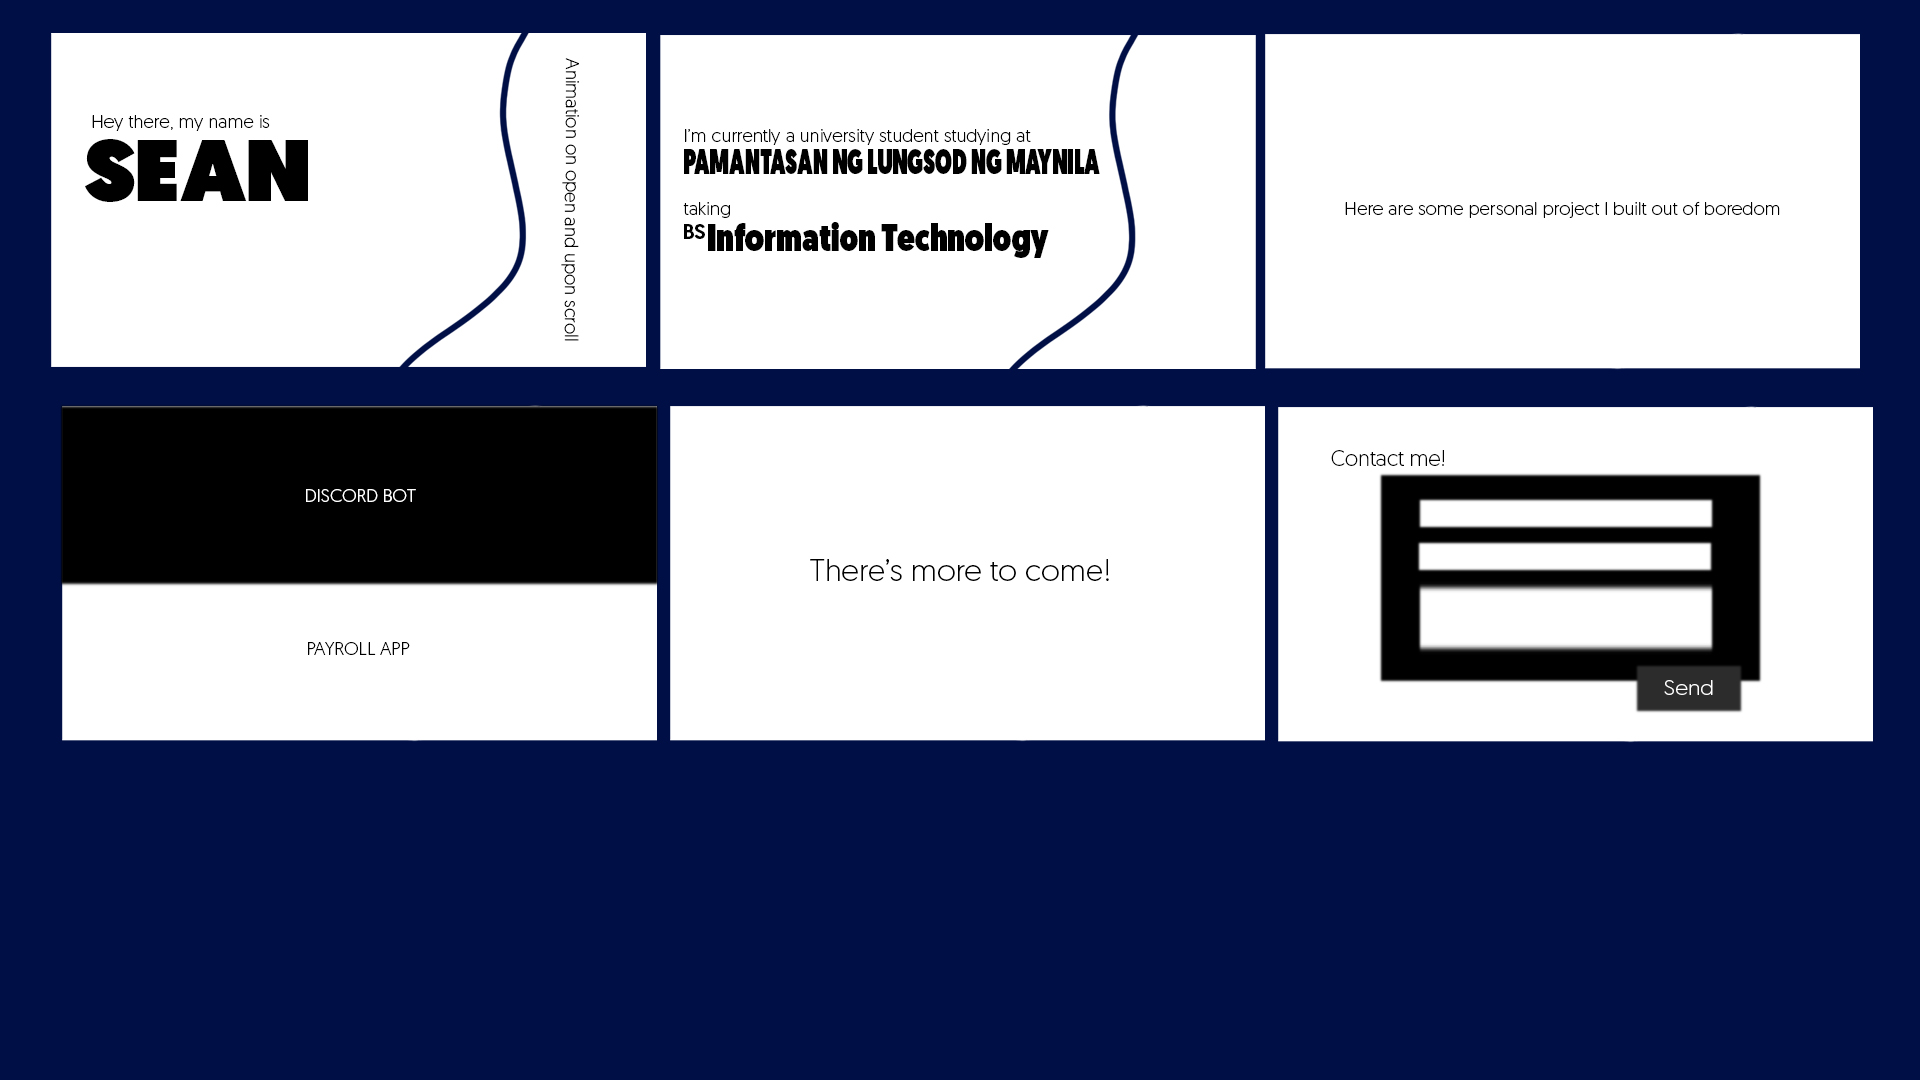 Hey there, my name is
SEAN
Animation on open and upon scroll
I'm currently a university student studying at
PAMANTASAN NG LUNGSOD NG MAYNILA
taking
BS Information Technology
Here are some personal project I built out of boredom
DISCORD BOT
PAYROLL APP
There's more to come!
Contact me!
Send